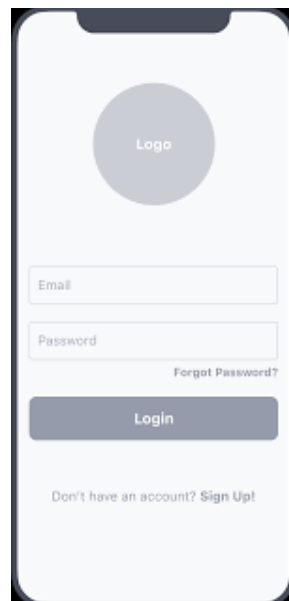 Logo
Email
Password
Forgot Password?
Login
Don't have an account? Sign Up!